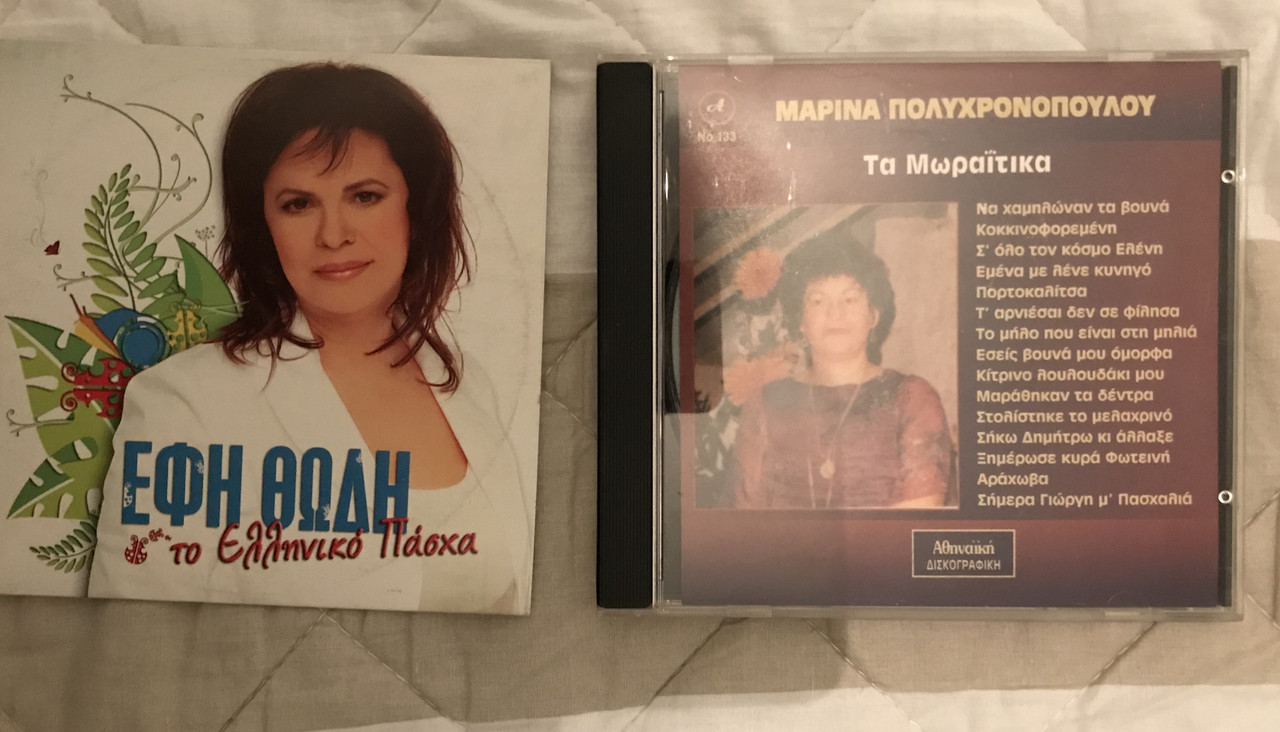 ΕΦΗ ΘΩΔΗ
το Ελληνικό Πάσχα
Α
Νο 133
ΜΑΡΙΝΑ ΠΟΛΥΧΡΟΝΟΠΟΥΛΟΥ
Τα Μωραΐτικα
Να χαμηλώναν τα βουνά
Κοκκινοφορεμένη
Σ' όλο τον κόσμο Ελένη
Εμένα με λένε κυνηγό
Πορτοκαλίτσα
Τ' αρνιέσαι δεν σε φίλησα
Το μήλο που είναι στη μηλιά
Εσείς βουνά μου όμορφα
Κίτρινο λουλουδάκι μου
Μαράθηκαν τα δέντρα
Στολίστηκε το μελαχρινό
Σήκω Δημήτρω κι άλλαξε
Ξημέρωσε κυρά Φωτεινή
Αράχωβα
Σήμερα Γιώργη μ' Πασχαλιά
Αθηναϊκή
ΔΙΣΚΟΓΡΑΦΙΚΗ